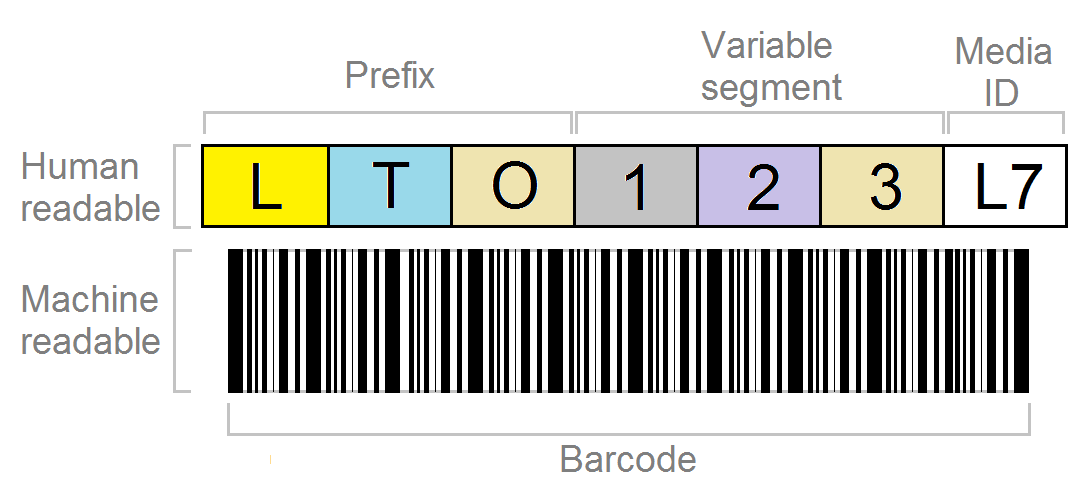 Prefix
Variable
segment
Media
ID
Human
readable
L T O 1 2 3 L7
Machine
readable
Barcode